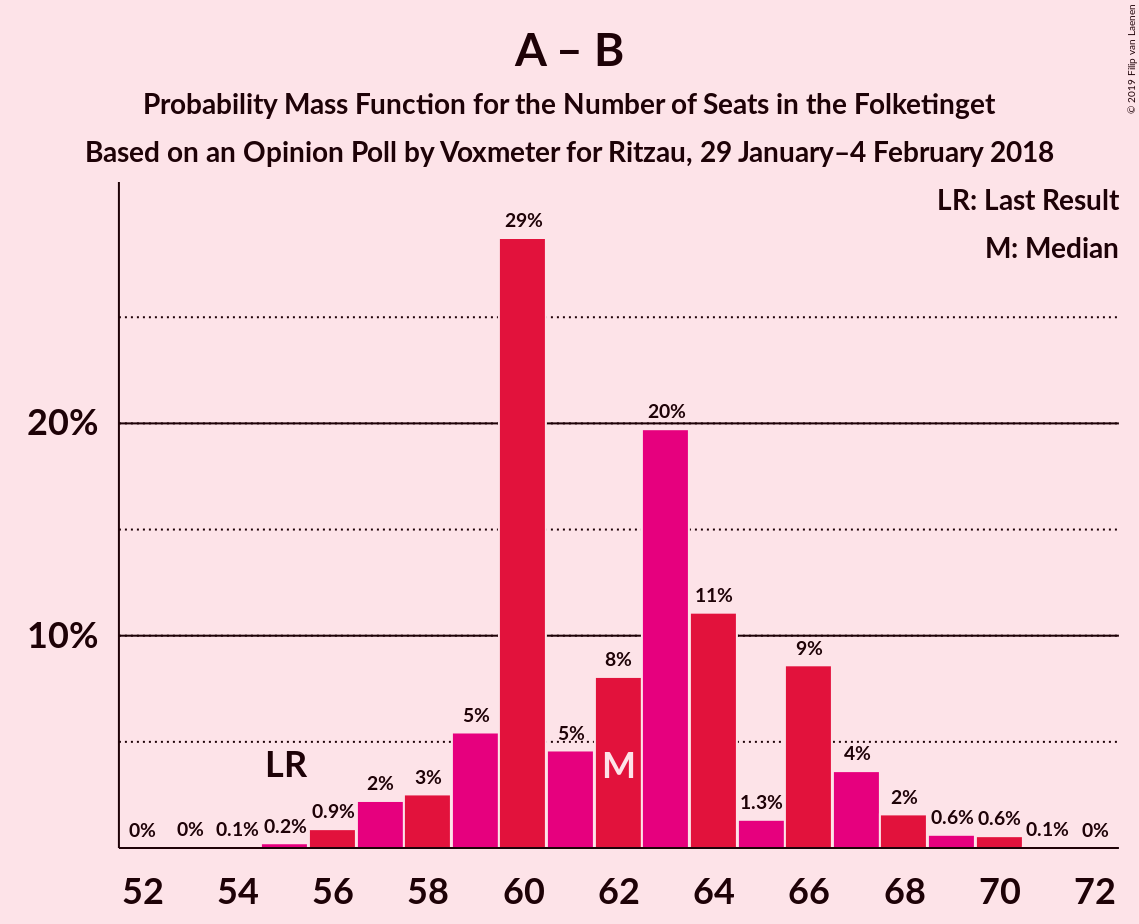 A – B
Probability Mass Function for the Number of Seats in the Folketinget
Based on an Opinion Poll by Voxmeter for Ritzau, 29 January–4 February 2018
© 2019 Filip van Laenen
LR: Last Result
M: Median
29%
20%
20%
11%
10%
9%
8%
5%
5%
4%
LR
M
2%
3%
0.9%
1.3%
2%
0%
0%
0.1%
0.2%
0.6%
0.6%
0.1%
0%
52 54 56 58 60 62 64 66 68 70 72